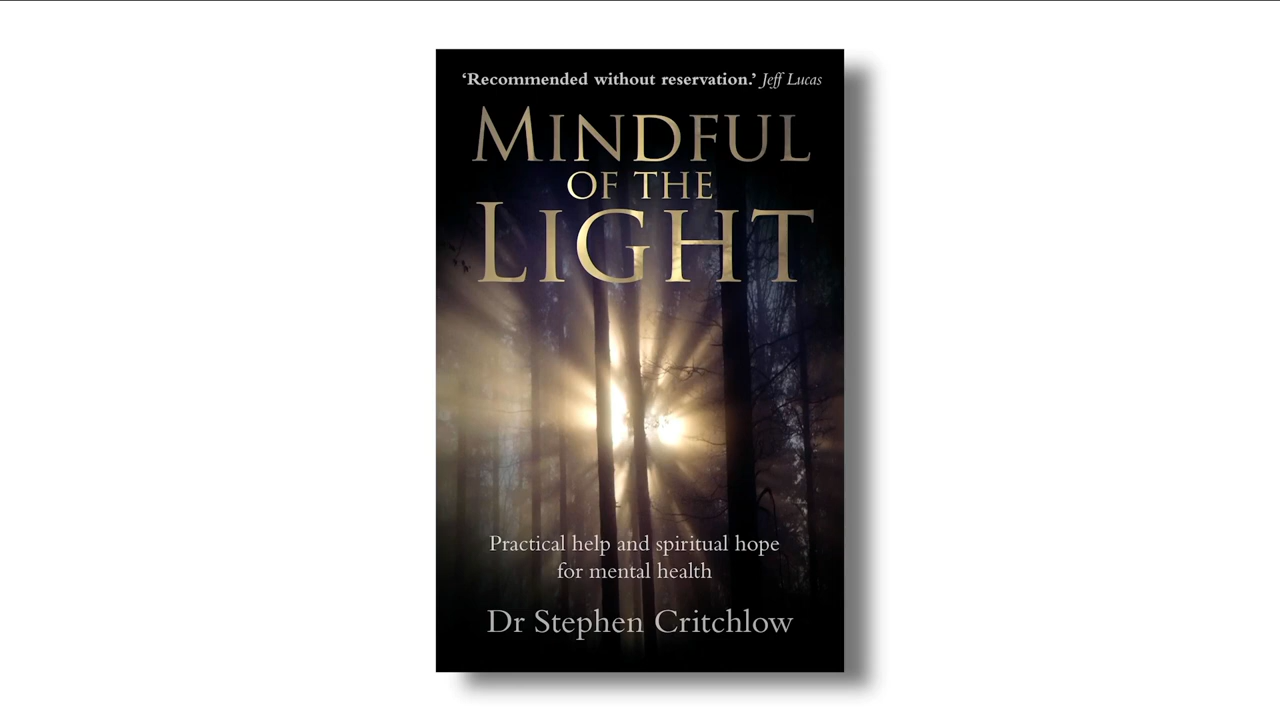 ‘Recommended without reservation.’ Jeff Lucas
MINDFUL
OF THE
LIGHT
Practical help and spiritual hope
for mental health
Dr Stephen Critchlow